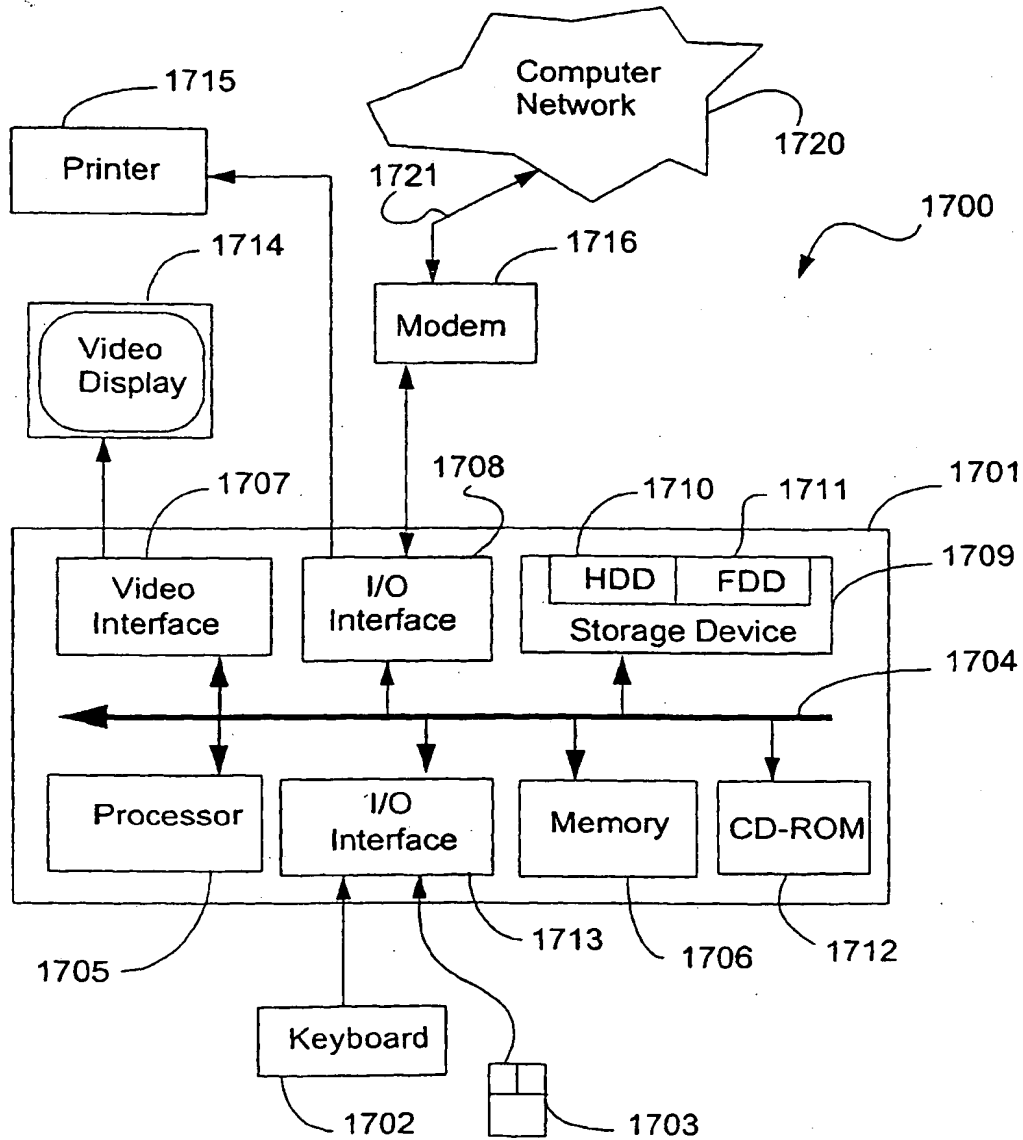 Computer
Network
1715
Printer
1720
1721
1700
1714
1716
Video
Display
Modem
1707
1708
1710
1711
1701
Video
Interface
I/O
Interface
HDD
FDD
1709
Storage Device
1704
Processor
I/O
Interface
Memory
CD-ROM
1705
1713
1706
1712
Keyboard
1702
1703